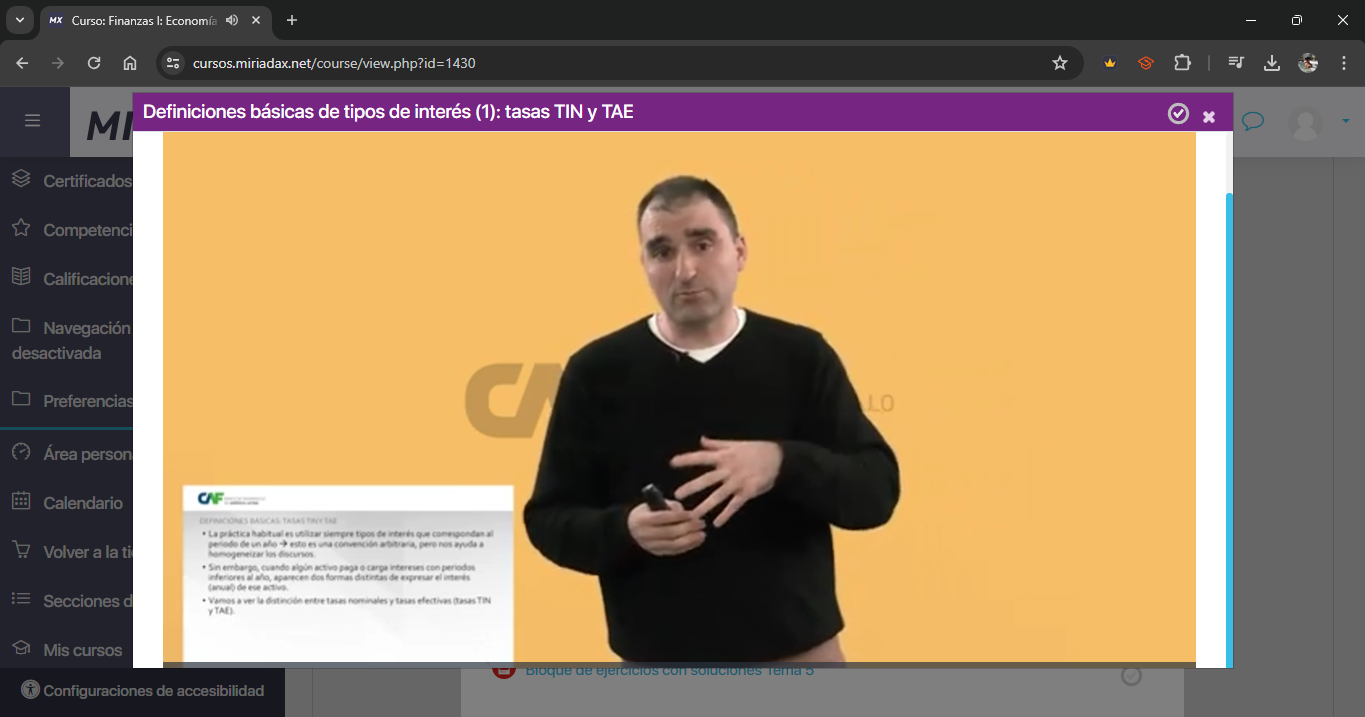 Curso: Finanzas I: Economía
cursos.miriadax.net/course/view.php?id=1430
Definiciones básicas de tipos de interés (1): tasas TIN y TAE
Certificados
Competenci
Calificacione
Navegación
desactivada
Preferencias
Área person
Calendario
Volver a la ti
Secciones d
Mis cursos
Configuraciones de accesibilidad
CAF
DEFINICIONES BÁSICAS: TASAS TIN Y TAE
• La práctica habitual es utilizar siempre tipos de interés que correspondan al
periodo de un año → esto es una convención arbitraria, pero nos ayuda a
homogeneizar los discursos.
• Sin embargo, cuando algún activo paga o carga intereses con periodos
inferiores al año, aparecen dos formas distintas de expresar el interés
(anual) de ese activo.
• Vamos a ver la distinción entre tasas nominales y tasas efectivas (tasas TIN
y TAE).
Bloque de ejercicios con soluciones Tema 5